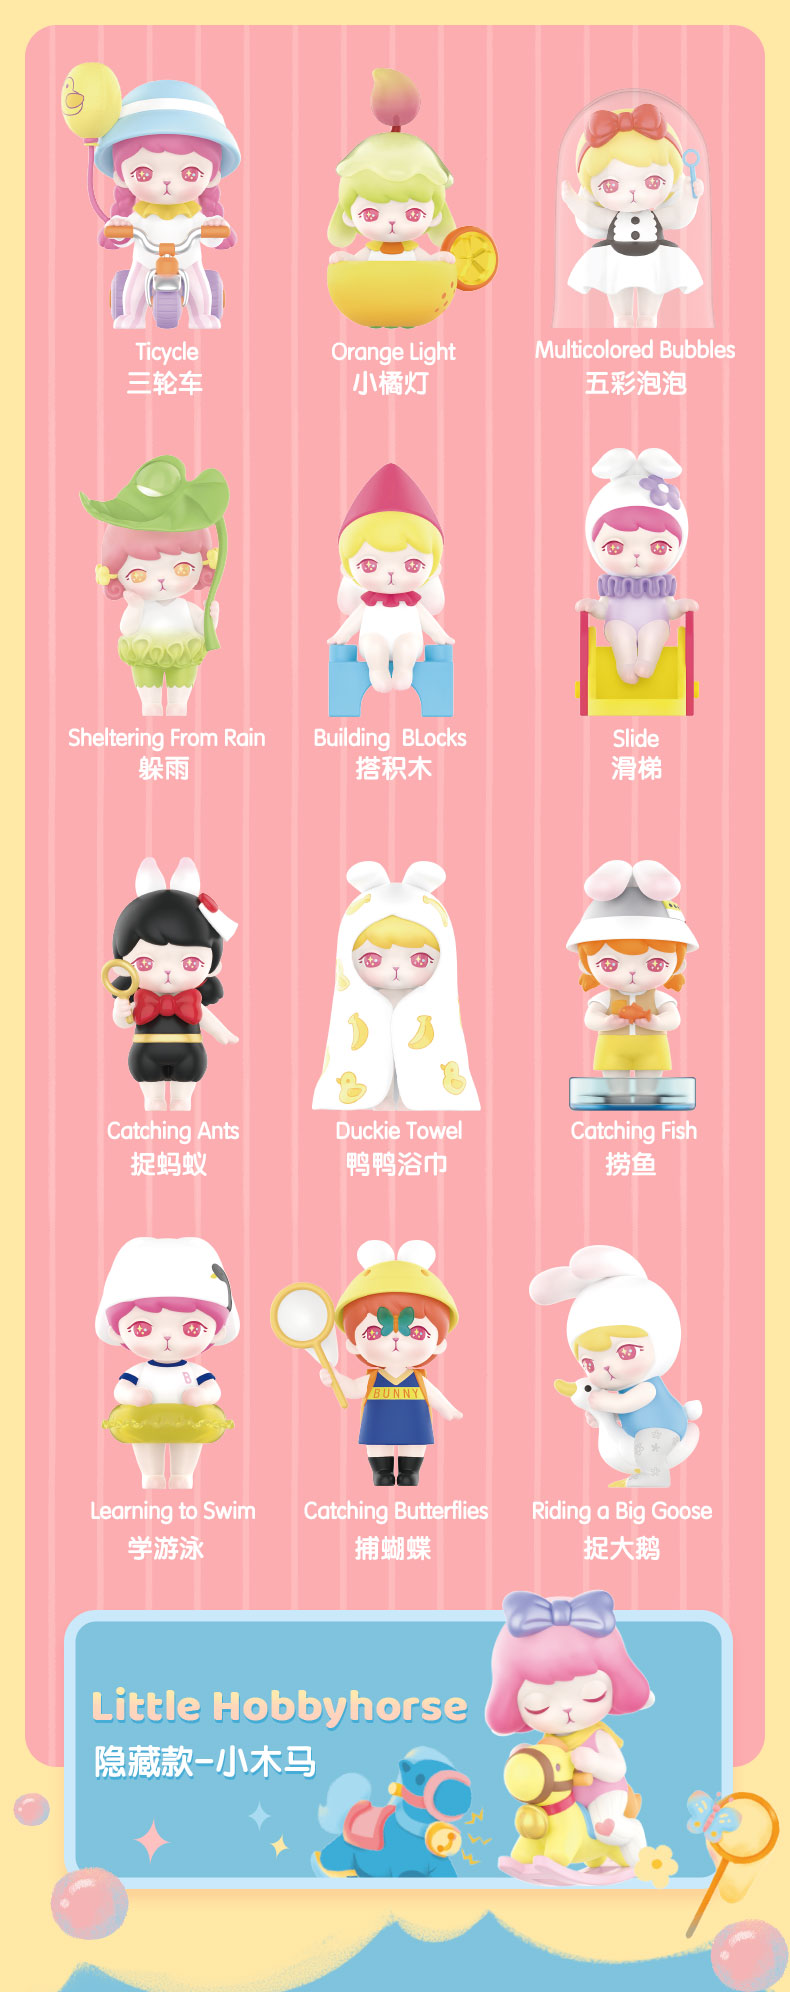 Ticycle
三轮车
Orange Light
小橘灯
Multicolored Bubbles
五彩泡泡
Sheltering From Rain
躲雨
Building BLocks
搭积木
Slide
滑梯
Catching Ants
捉蚂蚁
Duckie Towel
鸭鸭浴巾
Catching Fish
捞鱼
B
Learning to Swim
学游泳
BUNNY
Catching Butterflies
捕蝴蝶
Riding a Big Goose
捉大鹅
Little Hobbyhorse
隐藏款-小木马